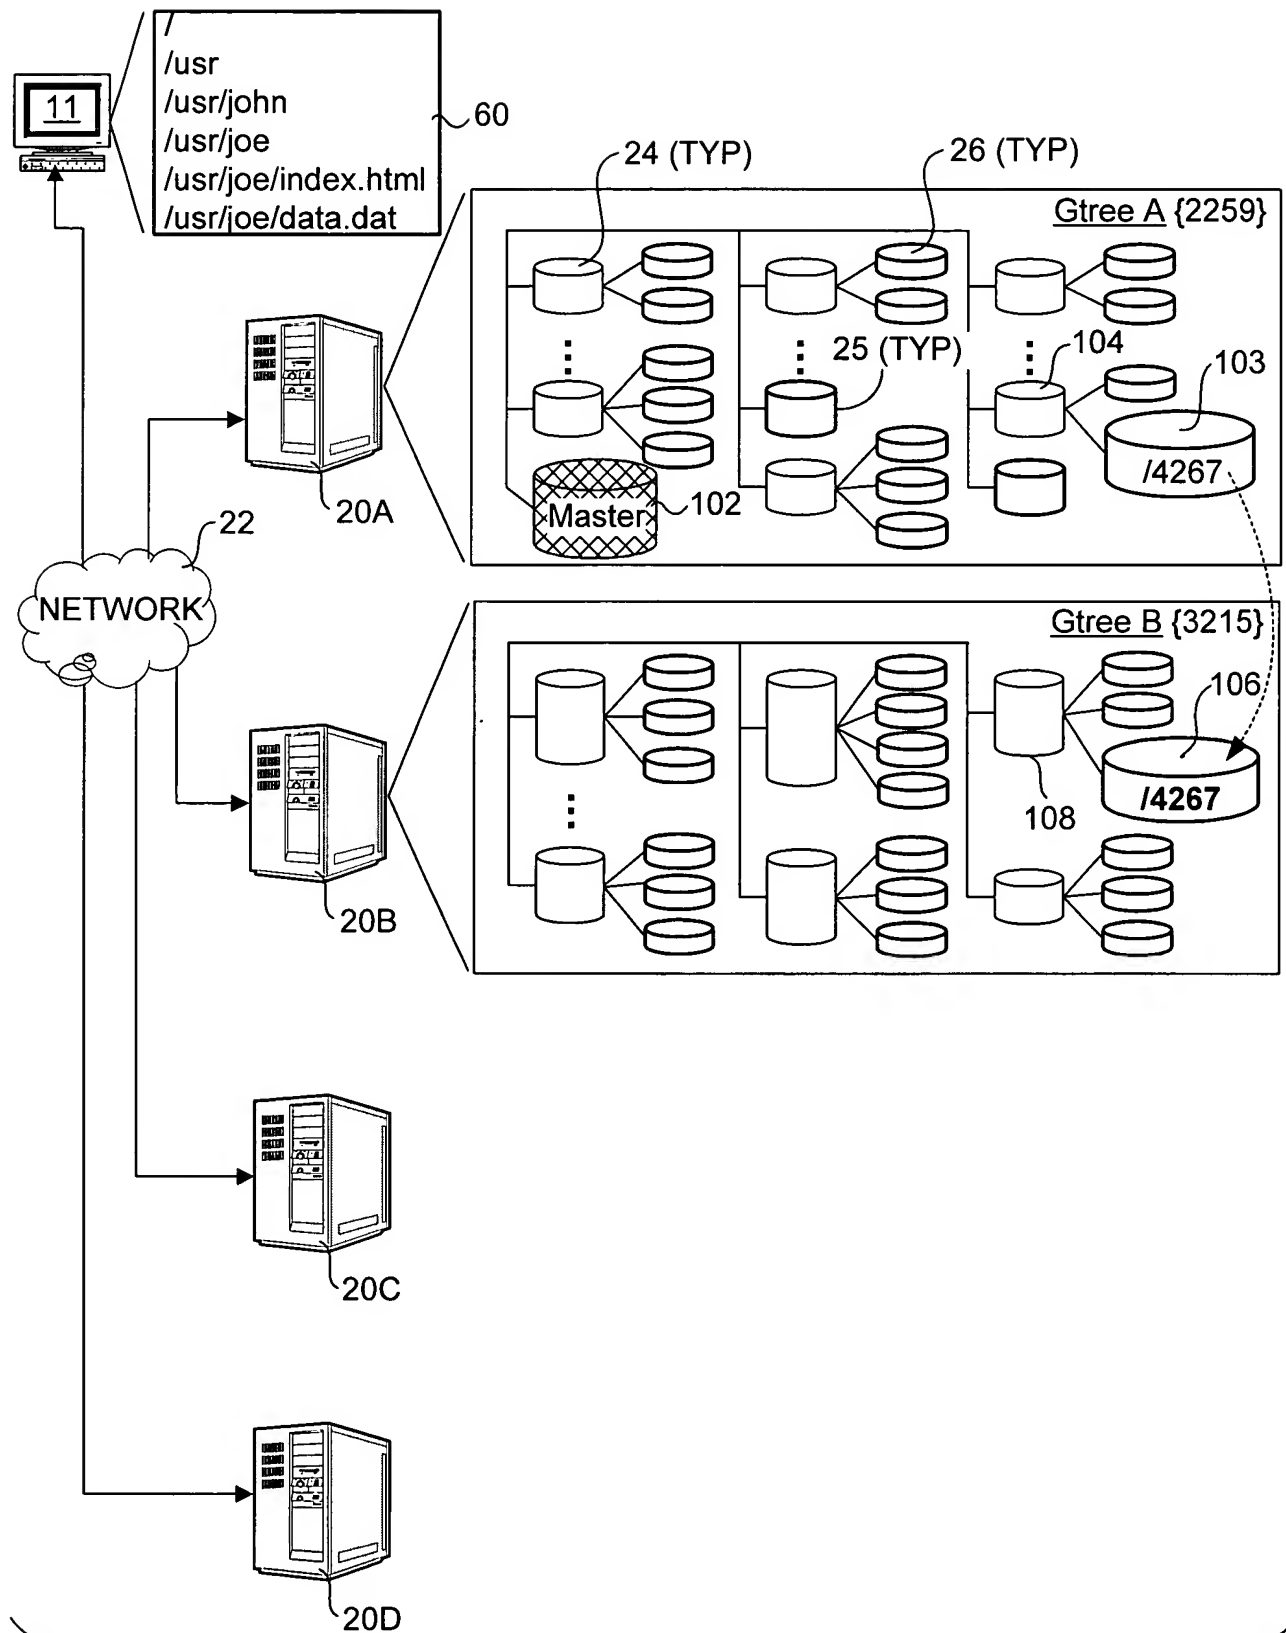 /
/usr
/usr/john
/usr/joe
/usr/joe/index.html
/usr/joe/data.dat
11
60
24 (TYP)
26 (TYP)
Gtree A {2259}
25 (TYP)
104
103
/4267
Master
102
20A
22
NETWORK
Gtree B {3215}
106
/4267
108
20B
20C
20D